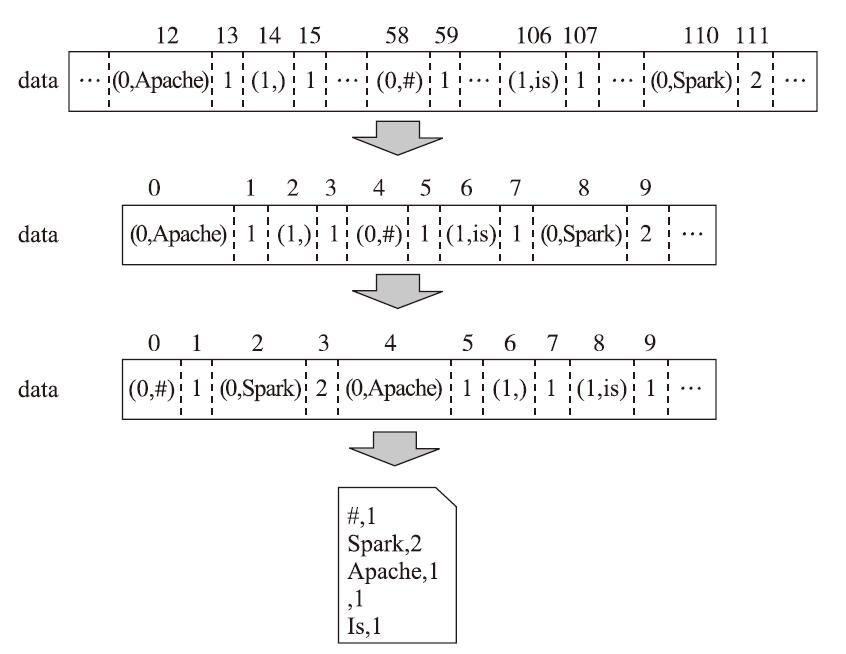 12 13 14 15 58 59 106 107 110 111
data … (0,Apache) 1 (1,) 1 … (0,#) 1 … (1,is) 1 … (0,Spark) 2 …
0 1 2 3 4 5 6 7 8 9
data (0,Apache) 1 (1,) 1 (0,#) 1 (1,is) 1 (0,Spark) 2 …
0 1 2 3 4 5 6 7 8 9
data (0,#) 1 (0,Spark) 2 (0,Apache) 1 (1,) 1 (1,is) 1 …
#,1
Spark,2
Apache,1
,1
Is,1